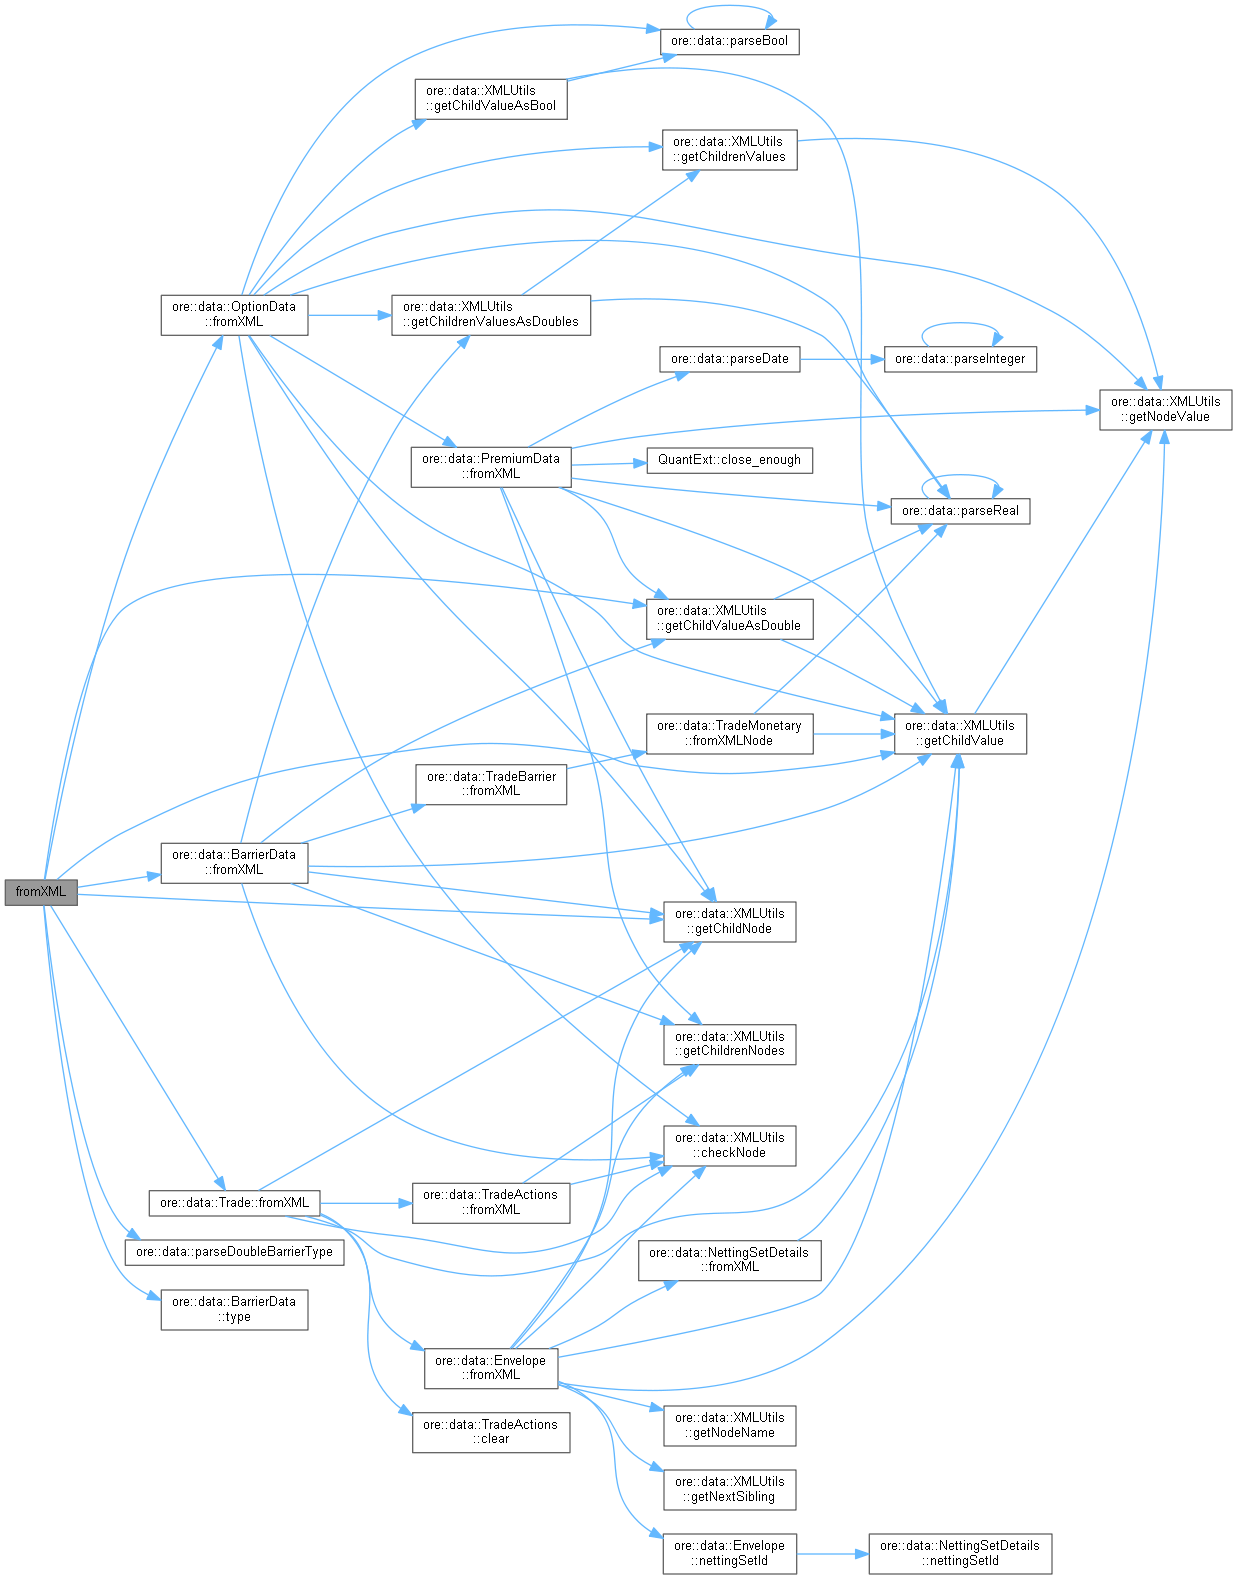 ore::data::parseBool
ore::data::XMLUtils
::getChildValueAsBool
ore::data::XMLUtils
::getChildrenValues
ore::data::OptionData
::fromXML
ore::data::XMLUtils
::getChildrenValuesAsDoubles
ore::data::parseDate
ore::data::parseInteger
ore::data::XMLUtils
::getNodeValue
ore::data::PremiumData
::fromXML
QuantExt::close_enough
ore::data::parseReal
ore::data::XMLUtils
::getChildValueAsDouble
ore::data::TradeMonetary
::fromXMLNode
ore::data::XMLUtils
::getChildValue
ore::data::TradeBarrier
::fromXML
ore::data::BarrierData
::fromXML
fromXML
ore::data::XMLUtils
::getChildNode
ore::data::XMLUtils
::getChildrenNodes
ore::data::XMLUtils
::checkNode
ore::data::Trade::fromXML
ore::data::TradeActions
::fromXML
ore::data::parseDoubleBarrierType
ore::data::NettingSetDetails
::fromXML
ore::data::BarrierData
::type
ore::data::Envelope
::fromXML
ore::data::TradeActions
::clear
ore::data::XMLUtils
::getNodeName
ore::data::XMLUtils
::getNextSibling
ore::data::Envelope
::nettingSetId
ore::data::NettingSetDetails
::nettingSetId